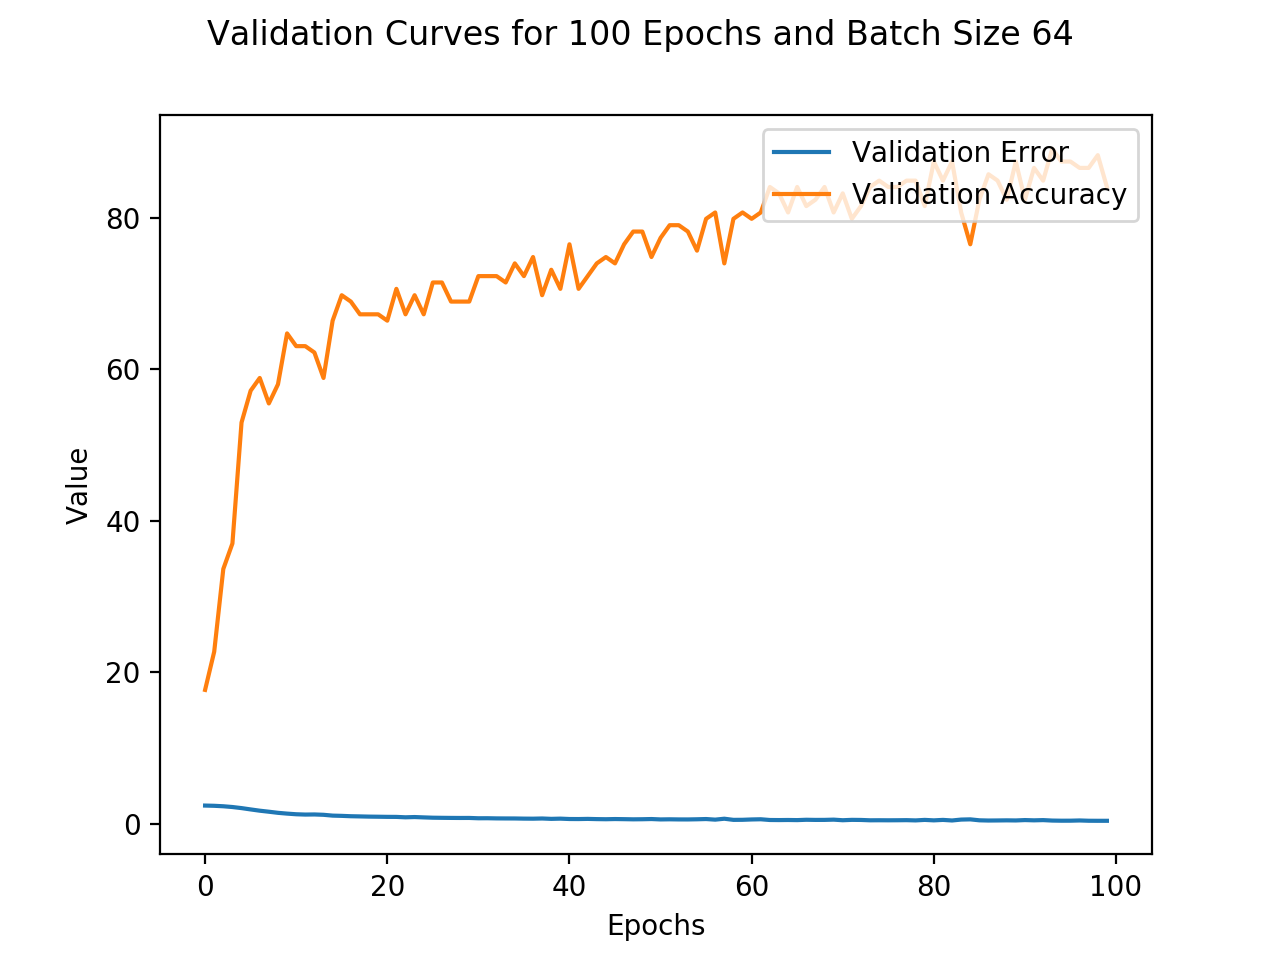 Validation Curves for 100 Epochs and Batch Size 64
Validation Error
Validation Accuracy
80
60
40
20
0
Value
0 20 40 60 80 100
Epochs